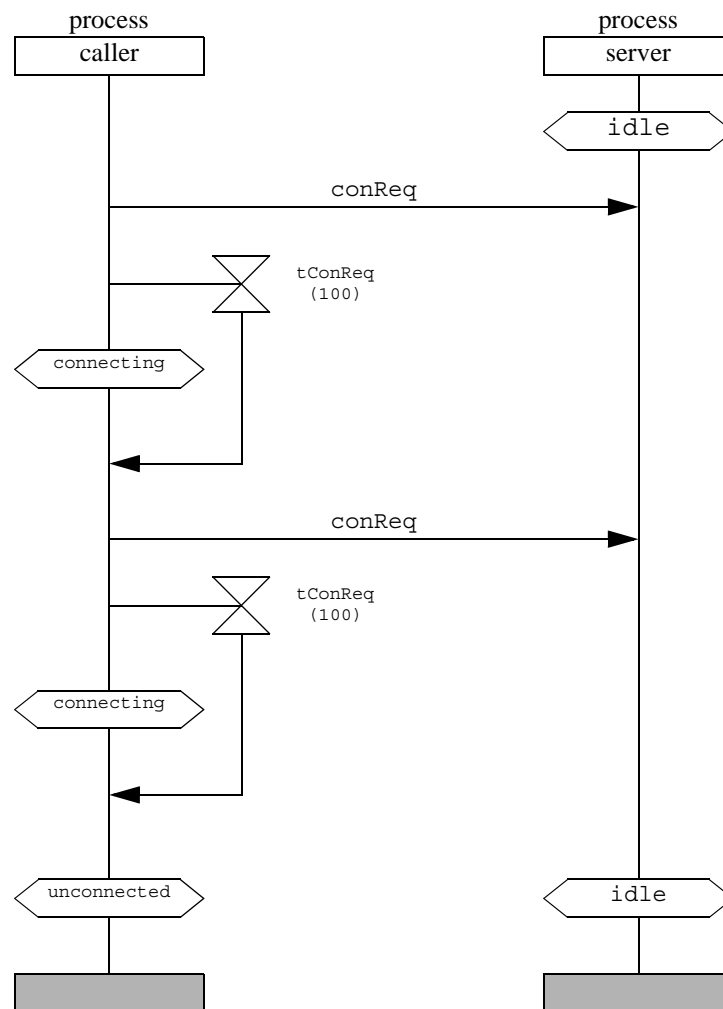 process
process
caller
server
idle
conReq
tConReq
(100)
connecting
conReq
tConReq
(100)
connecting
unconnected
idle